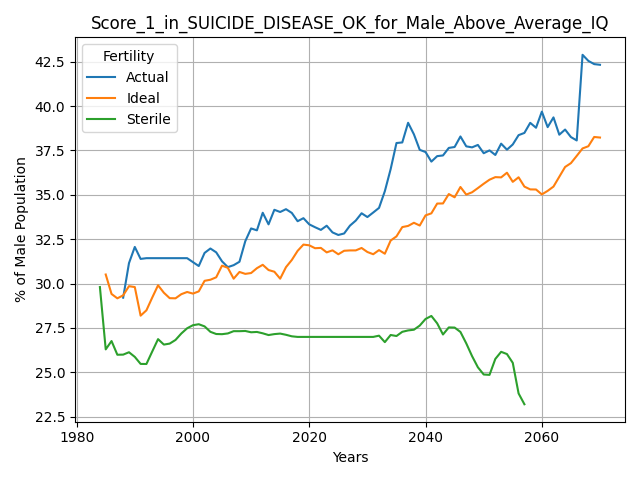 Score_1_in_SUICIDE_DISEASE_OK_for_Male_Above_Average_IQ
Fertility
Actual
Ideal
Sterile
% of Male Population
42.5
40.0
37.5
35.0
32.5
30.0
27.5
25.0
22.5
1980
2000
2020
2040
2060
Years